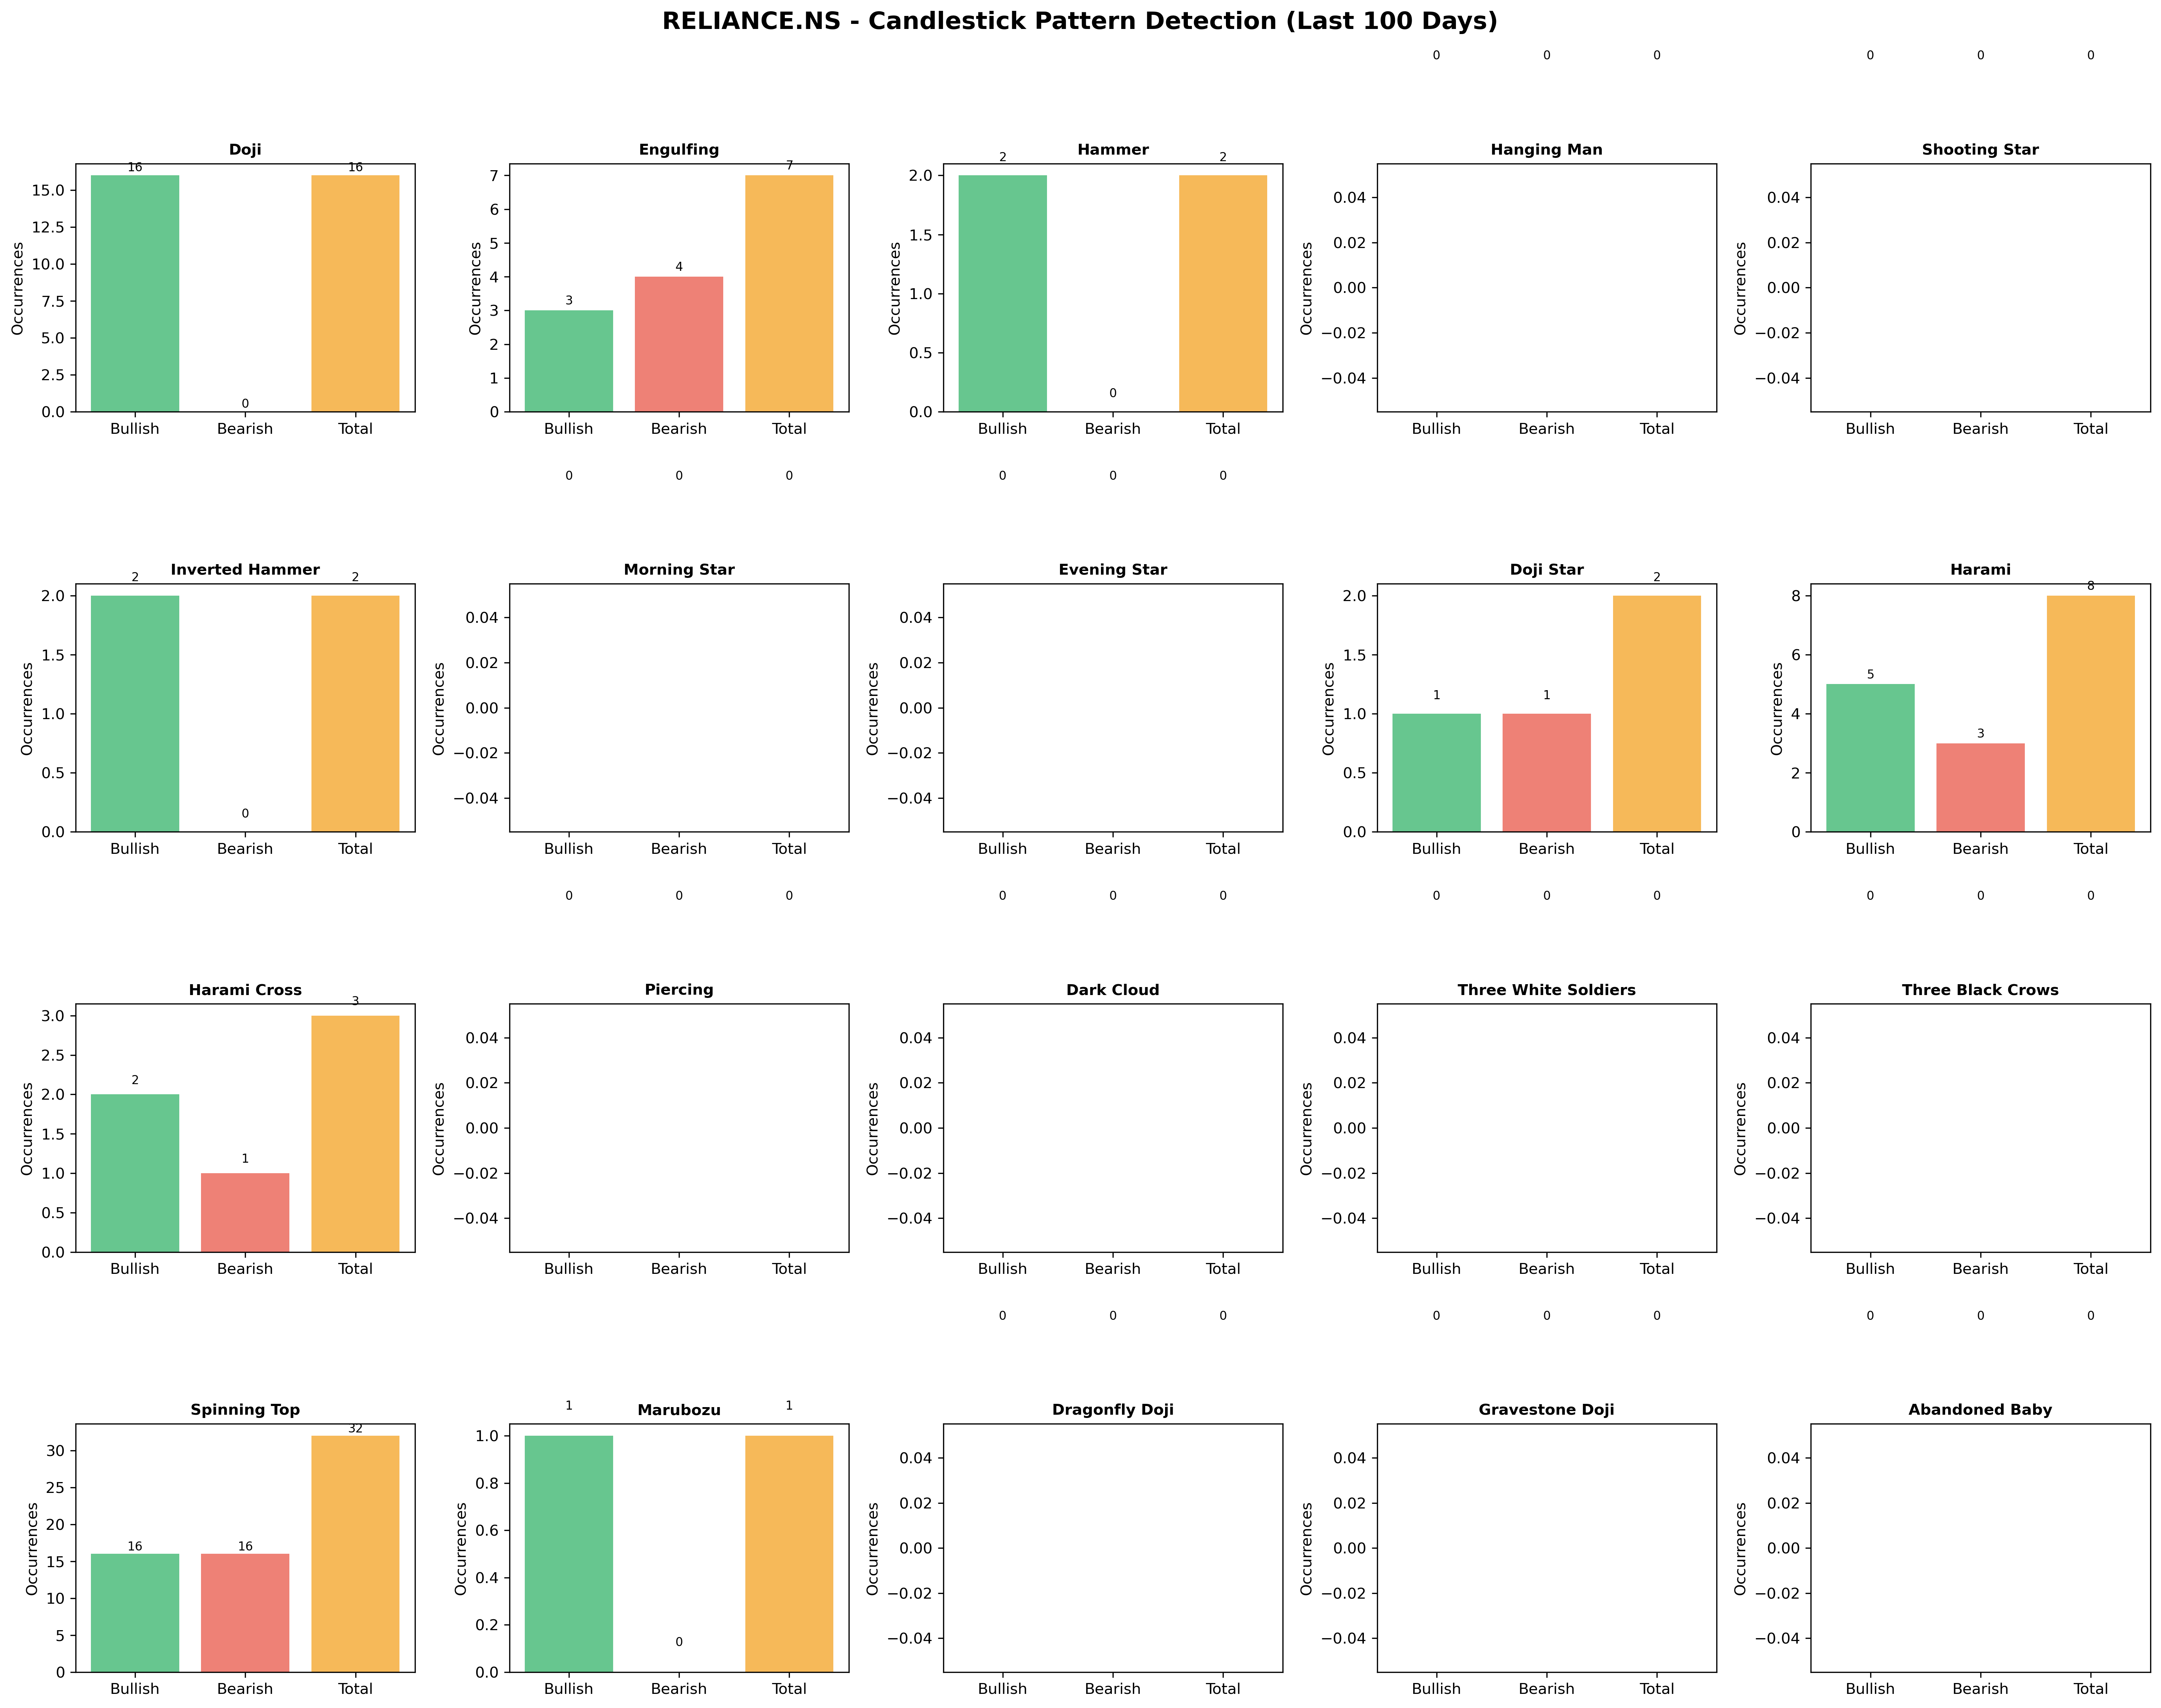 RELIANCE.NS - Candlestick Pattern Detection (Last 100 Days)
0 0 0 0 0 0
Doji
16 16
0
15.0
12.5
10.0
7.5
5.0
2.5
0.0
Occurrences
Bullish Bearish Total
Engulfing
7
4
3
7
6
5
4
3
2
1
0
Occurrences
Bullish Bearish Total
Hammer
2 2
0
2.0
1.5
1.0
0.5
0.0
Occurrences
Bullish Bearish Total
Hanging Man
0.04
0.02
0.00
−0.02
−0.04
Occurrences
Bullish Bearish Total
Shooting Star
0.04
0.02
0.00
−0.02
−0.04
Occurrences
Bullish Bearish Total
0 0 0 0 0 0
Inverted Hammer
2 2
0
2.0
1.5
1.0
0.5
0.0
Occurrences
Bullish Bearish Total
Morning Star
0.04
0.02
0.00
−0.02
−0.04
Occurrences
Bullish Bearish Total
Evening Star
0.04
0.02
0.00
−0.02
−0.04
Occurrences
Bullish Bearish Total
Doji Star
2
1 1
2.0
1.5
1.0
0.5
0.0
Occurrences
Bullish Bearish Total
Harami
8
5
3
8
6
4
2
0
Occurrences
Bullish Bearish Total
0 0 0 0 0 0 0 0 0 0 0 0
Harami Cross
3
2
1
3.0
2.5
2.0
1.5
1.0
0.5
0.0
Occurrences
Bullish Bearish Total
Piercing
0.04
0.02
0.00
−0.02
−0.04
Occurrences
Bullish Bearish Total
Dark Cloud
0.04
0.02
0.00
−0.02
−0.04
Occurrences
Bullish Bearish Total
Three White Soldiers
0.04
0.02
0.00
−0.02
−0.04
Occurrences
Bullish Bearish Total
Three Black Crows
0.04
0.02
0.00
−0.02
−0.04
Occurrences
Bullish Bearish Total
0 0 0 0 0 0 0 0 0
Spinning Top
32
16 16
30
25
20
15
10
5
0
Occurrences
Bullish Bearish Total
Marubozu
1 1
0
1.0
0.8
0.6
0.4
0.2
0.0
Occurrences
Bullish Bearish Total
Dragonfly Doji
0.04
0.02
0.00
−0.02
−0.04
Occurrences
Bullish Bearish Total
Gravestone Doji
0.04
0.02
0.00
−0.02
−0.04
Occurrences
Bullish Bearish Total
Abandoned Baby
0.04
0.02
0.00
−0.02
−0.04
Occurrences
Bullish Bearish Total